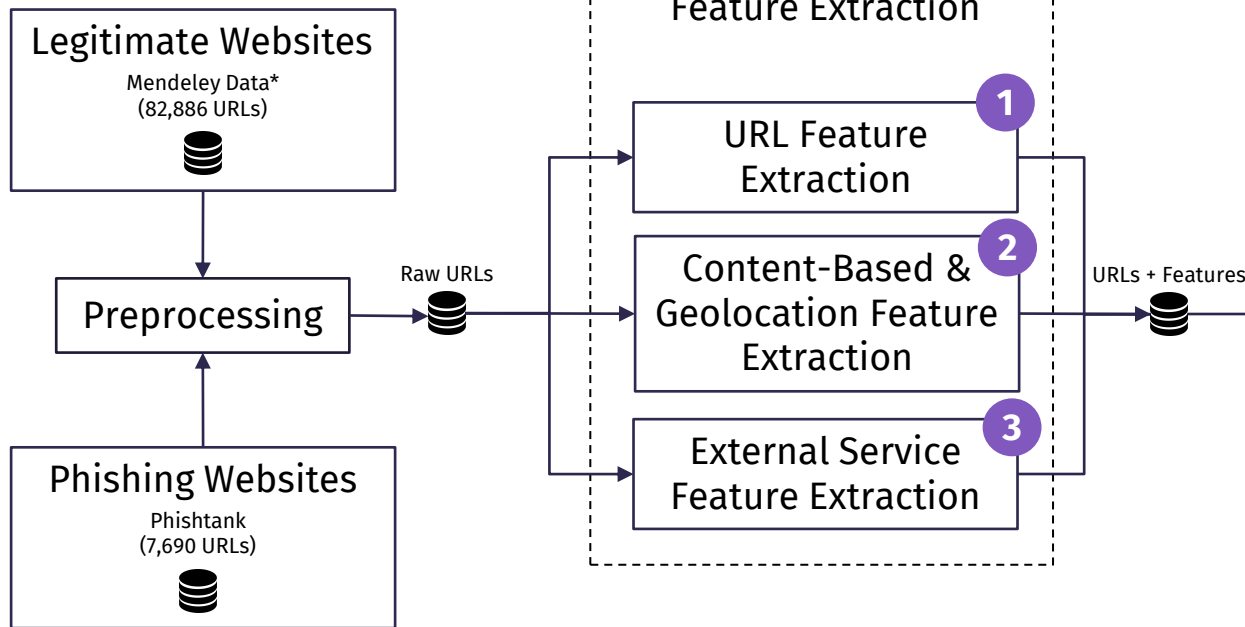 Legitimate Websites
Mendeley Data*
(82,886 URLs)
Preprocessing
Phishing Websites
Phishtank
(7,690 URLs)
Raw URLs
Feature Extraction
1
URL Feature
Extraction
2
Content-Based &
Geolocation Feature
Extraction
3
External Service
Feature Extraction
URLs + Features